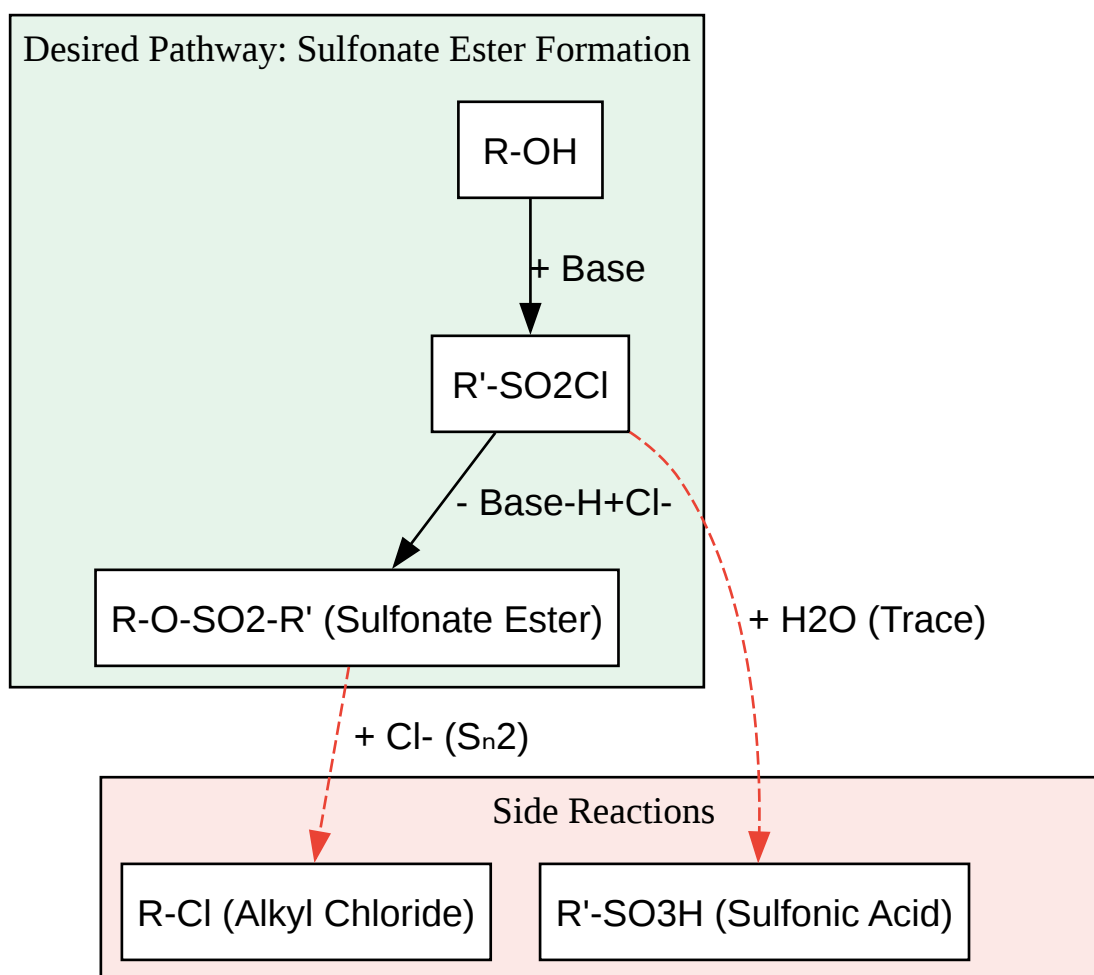 Desired Pathway: Sulfonate Ester Formation
R-OH
+ Base
R'-SO2Cl
- Base-H+Cl-
R-O-SO2-R' (Sulfonate Ester)
+ H2O (Trace)
+ Cl- (Sₙ2)
Side Reactions
R-Cl (Alkyl Chloride)
R'-SO3H (Sulfonic Acid)